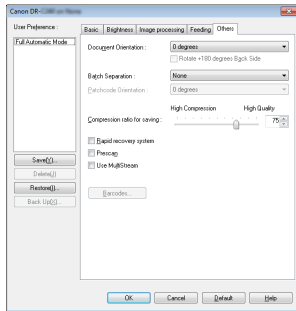 Canon DR-
User Preference :
Full Automatic Mode
Save(Y)...
Delete(J)
Restore(I)...
Back Up(V)...
Basic Brightness Image processing Feeding Others
Document Orientation : 0 degrees
Rotate +180 degrees Back Side
Batch Separation : None
Patchcode Orientation : 0 degrees
High Compression High Quality
Compression ratio for saving : 75
Rapid recovery system
Prescan
Use MultiStream
Barcodes...
OK Cancel Default Help